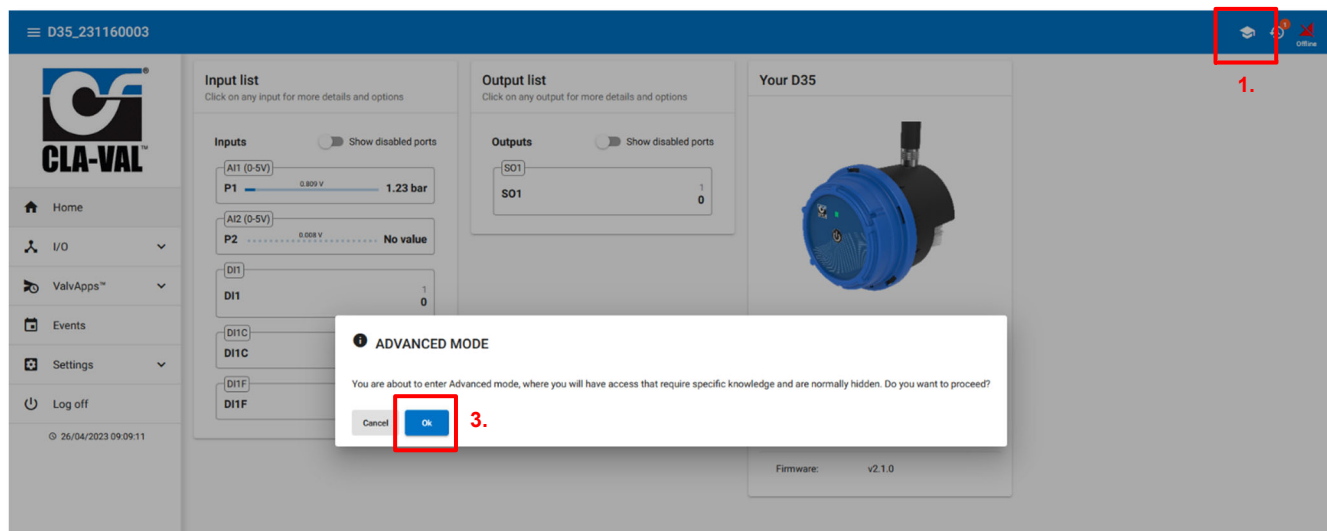 D35_231160003
1
Offline
1.
®
CLA-VAL™
Home
I/O
ValvApps™
Events
Settings
Log off
26/04/2023 09:09:11
Input list
Click on any input for more details and options
Inputs
Show disabled ports
AI1 (0-5V)
P1
0.809 V
1.23 bar
AI2 (0-5V)
P2
0.008 V
No value
DI1
DI1
1
0
DI1C
DI1C
DI1F
DI1F
Output list
Click on any output for more details and options
Outputs
Show disabled ports
SO1
SO1
1
0
Your D35
ADVANCED MODE
You are about to enter Advanced mode, where you will have access that require specific knowledge and are normally hidden. Do you want to proceed?
Cancel
Ok
3.
Firmware: v2.1.0